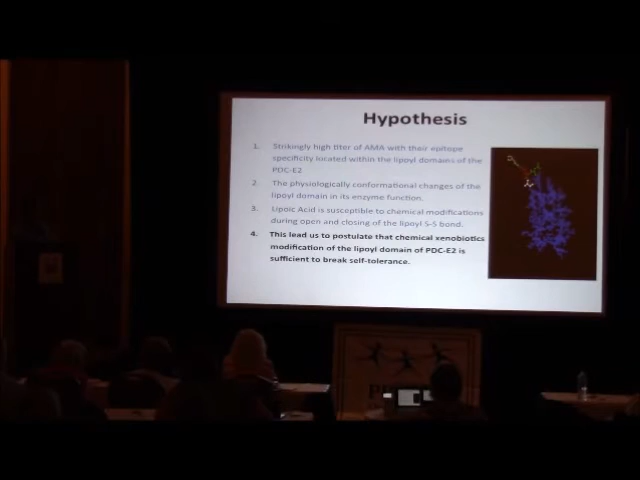 Hypothesis
1. Strikingly high titer of AMA with their epitope
specificity located within the lipoyl domains of the
PDC-E2
2. The physiologically conformational changes of the
lipoyl domain in its enzyme function.
3. Lipoic Acid is susceptible to chemical modifications
during open and closing of the lipoyl S-S bond.
4. This lead us to postulate that chemical xenobiotics
modification of the lipoyl domain of PDC-E2 is
sufficient to break self-tolerance.